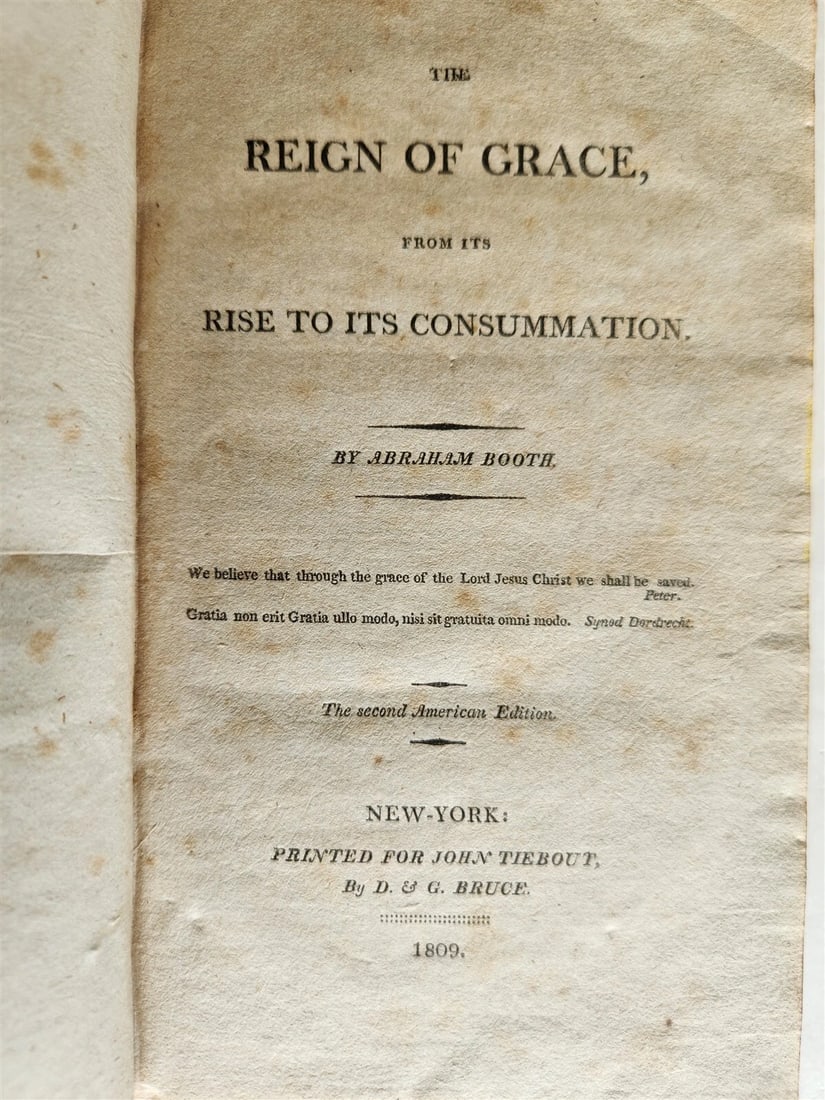 THE
REIGN OF GRACE,
FROM ITS
RISE TO ITS CONSUMMATION.
BY ABRAHAM BOOTH.
We believe that through the grace of the Lord Jesus Christ we shall be saved.
Peter.
Gratia non erit Gratia ullo modo, nisi sit gratuita omni modo. Synod Dordrecht.
The second American Edition.
NEW-YORK:
PRINTED FOR JOHN TIEBOUT,
By D. & G. BRUCE.
1809.